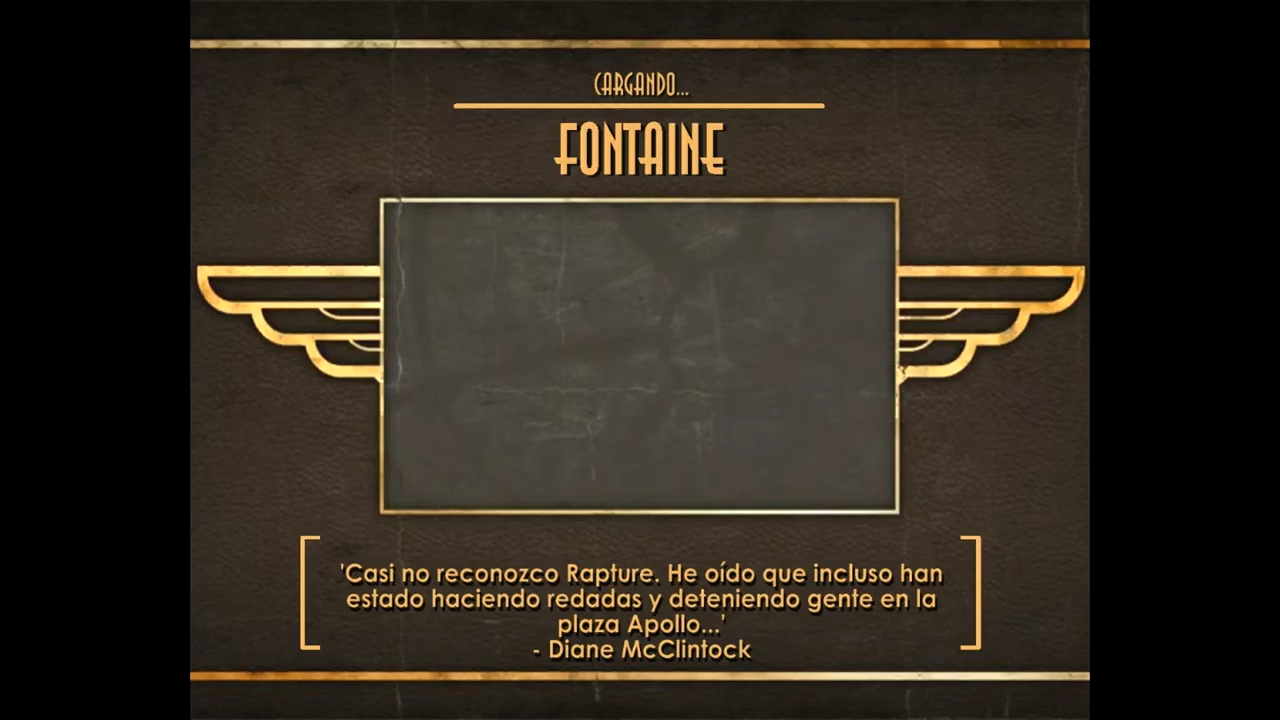 CARGANDO...
FONTAINE
'Casi no reconozco Rapture. He oído que incluso han
estado haciendo redadas y deteniendo gente en la
plaza Apollo...'
- Diane McClintock